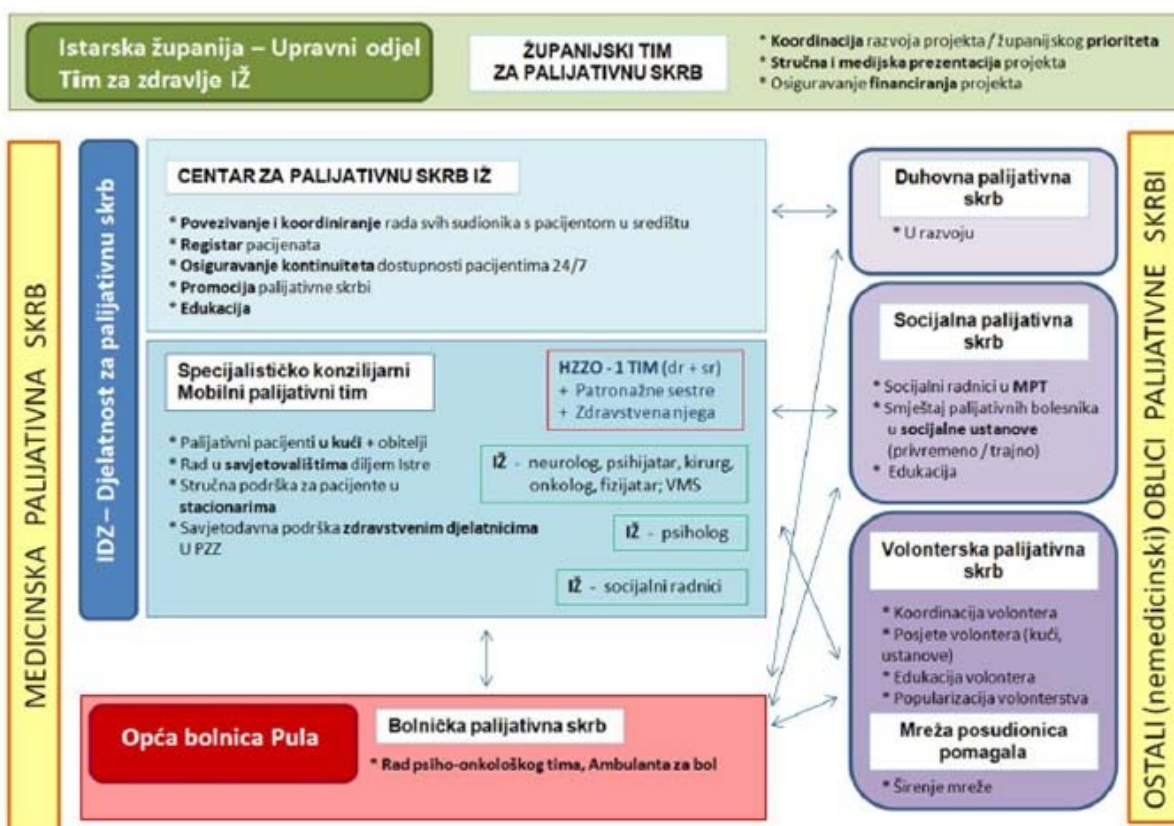 Istarska županija – Upravni odjel
Tim za zdravlje IŽ
ŽUPANIJSKI TIM
ZA PALIJATIVNU SKRB
* Koordinacija razvoja projekta / županijskog prioriteta
* Stručna i medijska prezentacija projekta
* Osiguravanje financiranja projekta
MEDICINSKA PALIJATIVNA SKRB
IDZ – Djelatnost za palijativnu skrb
CENTAR ZA PALIJATIVNU SKRB IŽ
* Povezivanje i koordiniranje rada svih sudionika s pacijentom u središtu
* Registar pacijenata
* Osiguravanje kontinuiteta dostupnosti pacijentima 24/7
* Promocija palijativne skrbi
* Edukacija
Specijalističko konzilijarni
Mobilni palijativni tim
* Palijativni pacijenti u kući + obitelji
* Rad u savjetovalištima diljem Istre
* Stručna podrška za pacijente u
stacionarima
* Savjetodavna podrška zdravstvenim djelatnicima
U PZZ
HZZO - 1 TIM (dr + sr)
+ Patronažne sestre
+ Zdravstvena njega
IŽ - neurolog, psihijatar, kirurg,
onkolog, fizijatar; VMS
IŽ - psiholog
IŽ - socijalni radnici
Opća bolnica Pula
Bolnička palijativna skrb
* Rad psiho-onkološkog tima, Ambulanta za bol
Duhovna palijativna
skrb
* U razvoju
Socijalna palijativna
skrb
* Socijalni radnici u MPT
* Smještaj palijativnih bolesnika
u socijalne ustanove
(privremeno / trajno)
* Edukacija
Volonterska palijativna
skrb
* Koordinacija volontera
* Posjete volontera (kući,
ustanove)
* Edukacija volontera
* Popularizacija volonterstva
Mreža posudionica
pomagala
* Širenje mreže
OSTALI (nemedicinski) OBLICI PALIJATIVNE SKRBI